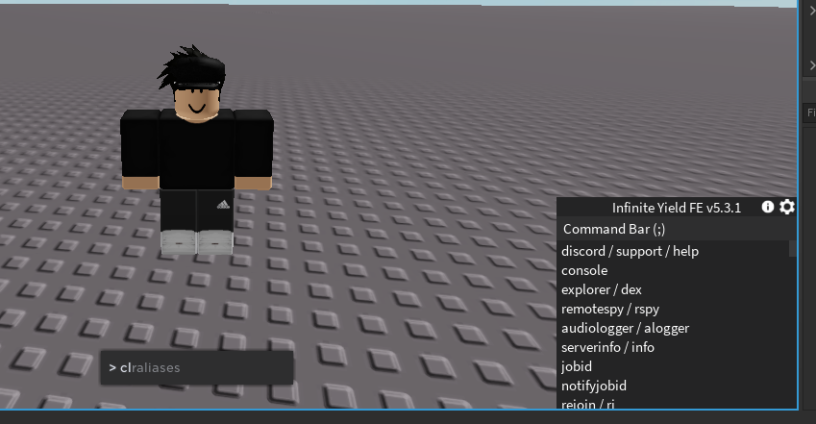 Infinite Yield FE v5.3.1
Command Bar (;)
discord / support / help
console
explorer / dex
remotespy / rspy
audiologger / alogger
serverinfo / info
jobid
notifyjobid
rejoin / rj
> clraliases
Fi